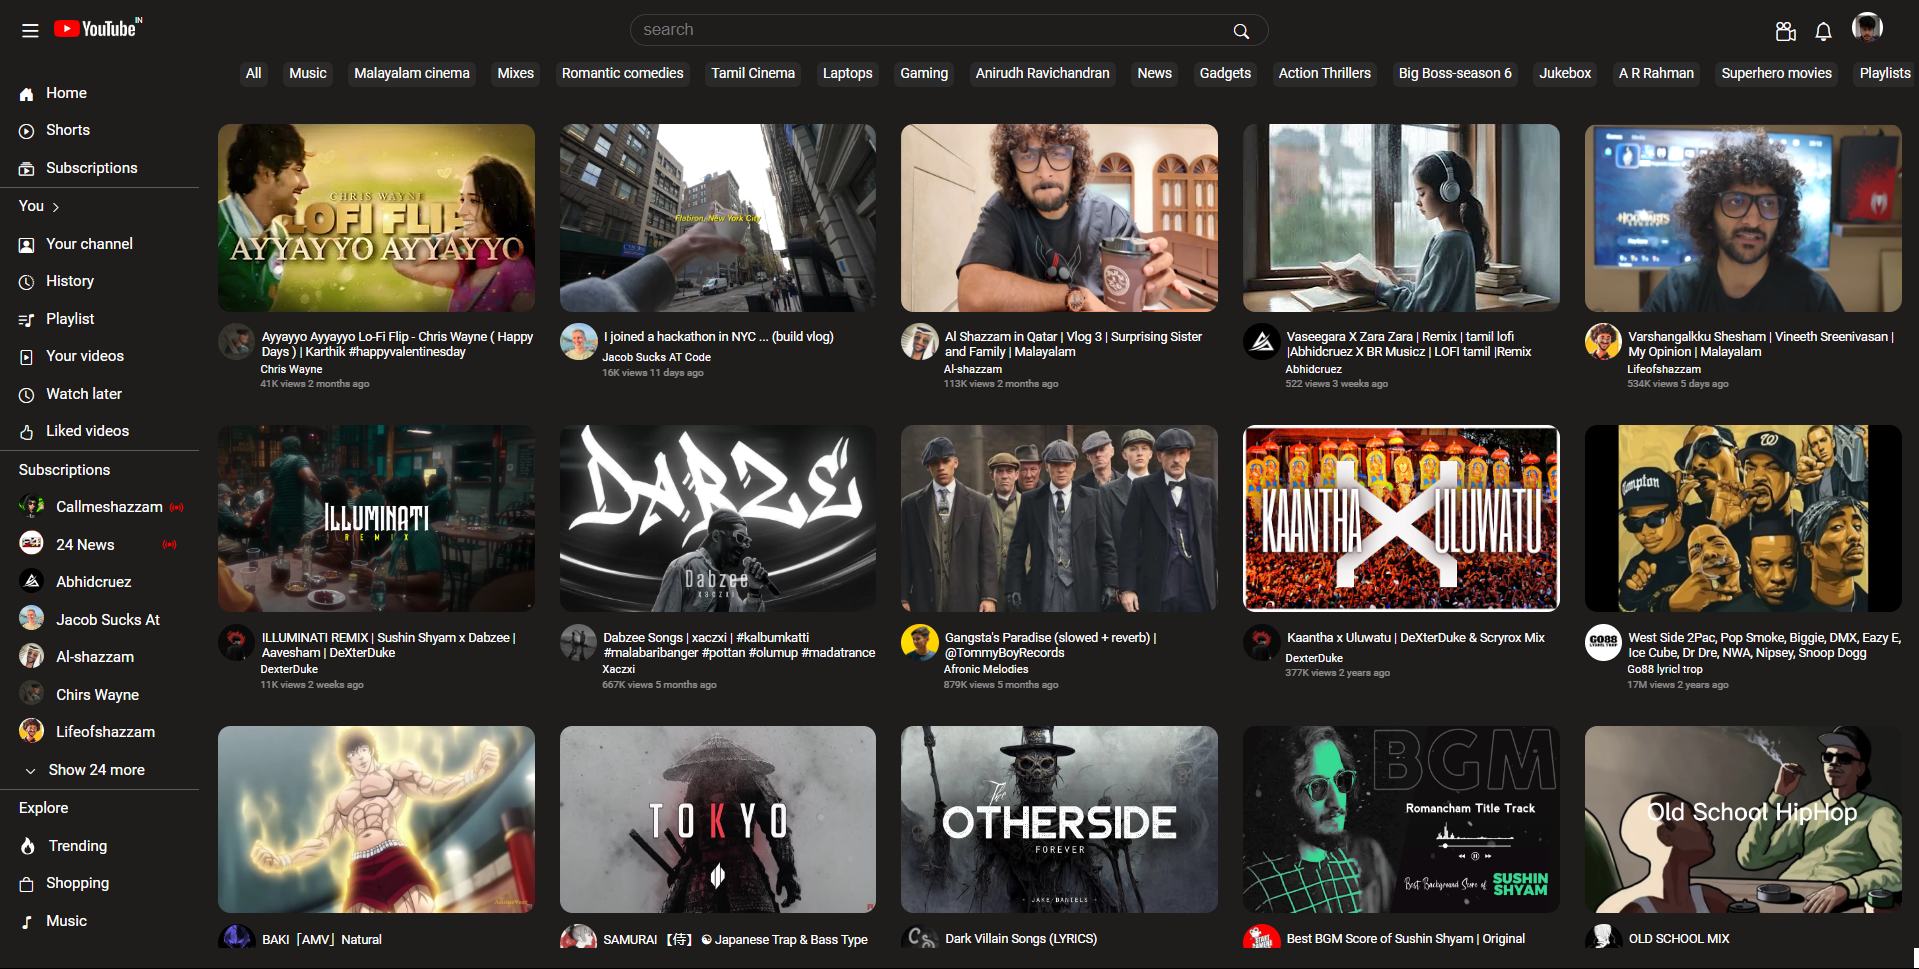 YouTube IN
search
All Music Malayalam cinema Mixes Romantic comedies Tamil Cinema Laptops Gaming Anirudh Ravichandran News Gadgets Action Thrillers Big Boss-season 6 Jukebox A R Rahman Superhero movies Playlists
Home
Shorts
Subscriptions
You
Your channel
History
Playlist
Your videos
Watch later
Liked videos
Subscriptions
Callmeshazzam
24 News
Abhidcruez
Jacob Sucks At
Al-shazzam
Chirs Wayne
Lifeofshazzam
Show 24 more
Explore
Trending
Shopping
Music
CHRIS WAYNE
LOFI FLIP
AYYAYYO AYYAYYO
Ayyayyo Ayyayyo Lo-Fi Flip - Chris Wayne ( Happy
Days ) | Karthik #happyvalentinesday
Chris Wayne
41K views 2 months ago
Flatiron, New York City
I joined a hackathon in NYC ... (build vlog)
Jacob Sucks AT Code
16K views 11 days ago
Al Shazzam in Qatar | Vlog 3 | Surprising Sister
and Family | Malayalam
Al-shazzam
113K views 2 months ago
Vaseegara X Zara Zara | Remix | tamil lofi
|Abhidcruez X BR Musicz | LOFI tamil |Remix
Abhidcruez
522 views 3 weeks ago
HOGWARTS
Varshangalkku Shesham | Vineeth Sreenivasan |
My Opinion | Malayalam
Lifeofshazzam
534K views 5 days ago
ILLUMINATI
REMIX
ILLUMINATI REMIX | Sushin Shyam x Dabzee |
Aavesham | DeXterDuke
DexterDuke
11K views 2 weeks ago
DABZEE
Dabzee
xaczxi
Dabzee Songs | xaczxi | #kalbumkatti
#malabaribanger #pottan #olumup #madatrance
Xaczxi
667K views 5 months ago
Gangsta's Paradise (slowed + reverb) |
@TommyBoyRecords
Afronic Melodies
879K views 5 months ago
KAANTHA X ULUWATU
Kaantha x Uluwatu | DeXterDuke & Scryrox Mix
DexterDuke
377K views 2 years ago
Compton
GO88
LYRICL TROP
West Side 2Pac, Pop Smoke, Biggie, DMX, Eazy E,
Ice Cube, Dr Dre, NWA, Nipsey, Snoop Dogg
Go88 lyricl trop
17M views 2 years ago
BAKI「AMV」Natural
TOKYO
SAMURAI 【侍】 ☯ Japanese Trap & Bass Type
The
OTHERSIDE
FOREVER
- JAKE DANIELS -
Dark Villain Songs (LYRICS)
BGM
Romancham Title Track
Best Background Score of SUSHIN
SHYAM
Best BGM Score of Sushin Shyam | Original
Old School HipHop
OLD SCHOOL MIX